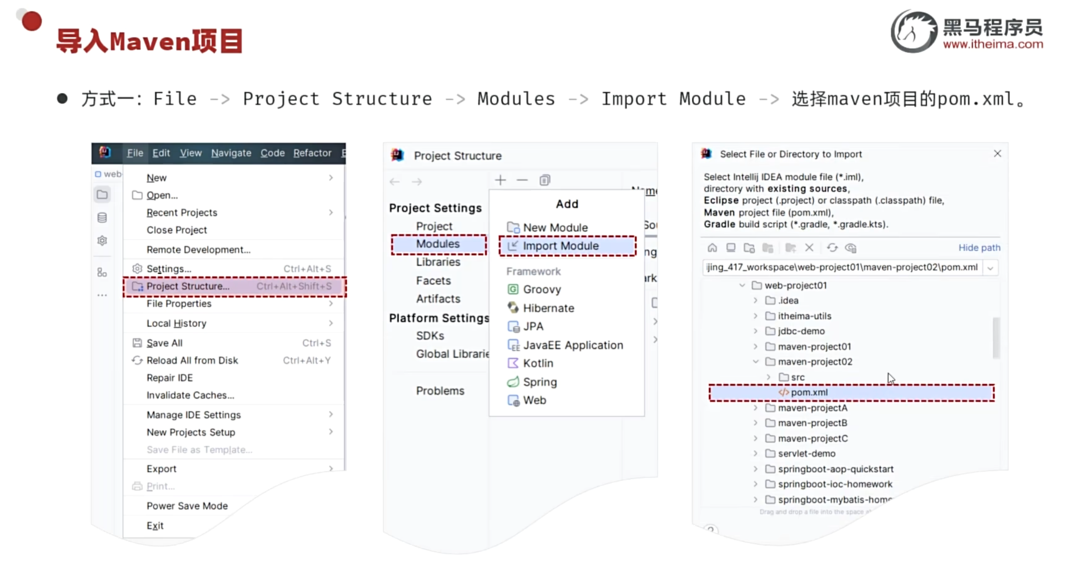 导入Maven项目
黑马程序员
www.itheima.com
方式一：File -> Project Structure -> Modules -> Import Module -> 选择maven项目的pom.xml。
File Edit View Navigate Code Refactor
web
New
Open...
Recent Projects
Close Project
Remote Development...
Settings... Ctrl+Alt+S
Project Structure... Ctrl+Alt+Shift+S
File Properties
Local History
Save All Ctrl+S
Reload All from Disk Ctrl+Alt+Y
Repair IDE
Invalidate Caches...
Manage IDE Settings
New Projects Setup
Save File as Template...
Export
Print...
Power Save Mode
Exit
Project Structure
Project Settings
Project
Modules
Libraries
Facets
Artifacts
Platform Settings
SDKs
Global Librarie
Problems
Add
New Module
Import Module
Framework
Groovy
Hibernate
JPA
JavaEE Application
Kotlin
Spring
Web
Select File or Directory to Import
Select Intellij IDEA module file (*.iml),
directory with existing sources,
Eclipse project (.project) or classpath (.classpath) file,
Maven project file (pom.xml),
Gradle build script (*.gradle, *.gradle.kts).
Hide path
jing_417_workspace\web-project01\maven-project02\pom.xml
web-project01
.idea
itheima-utils
jdbc-demo
maven-project01
maven-project02
src
pom.xml
maven-projectA
maven-projectB
maven-projectC
servlet-demo
springboot-aop-quickstart
springboot-ioc-homework
springboot-mybatis-home
Drag and drop a file into the space